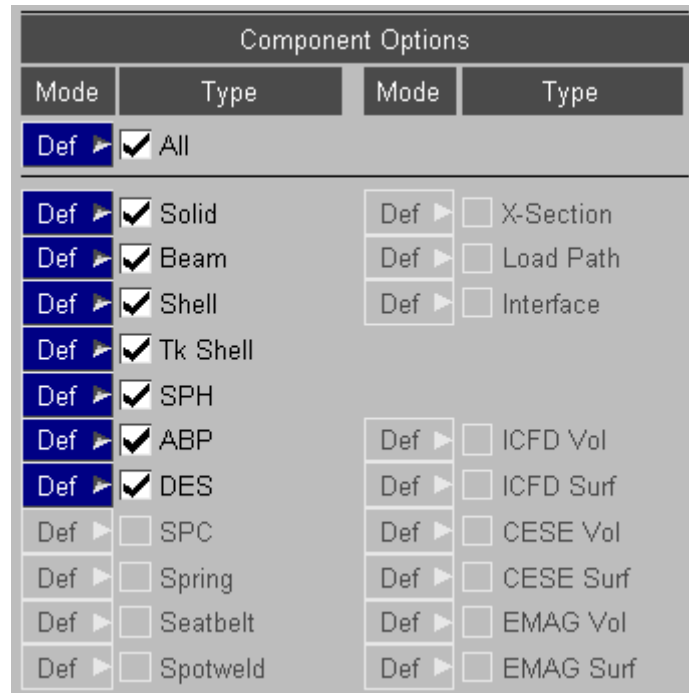 Component Options
Mode Type Mode Type
Def All
Def Solid Def X-Section
Def Beam Def Load Path
Def Shell Def Interface
Def Tk Shell
Def SPH
Def ABP Def ICFD Vol
Def DES Def ICFD Surf
Def SPC Def CESE Vol
Def Spring Def CESE Surf
Def Seatbelt Def EMAG Vol
Def Spotweld Def EMAG Surf